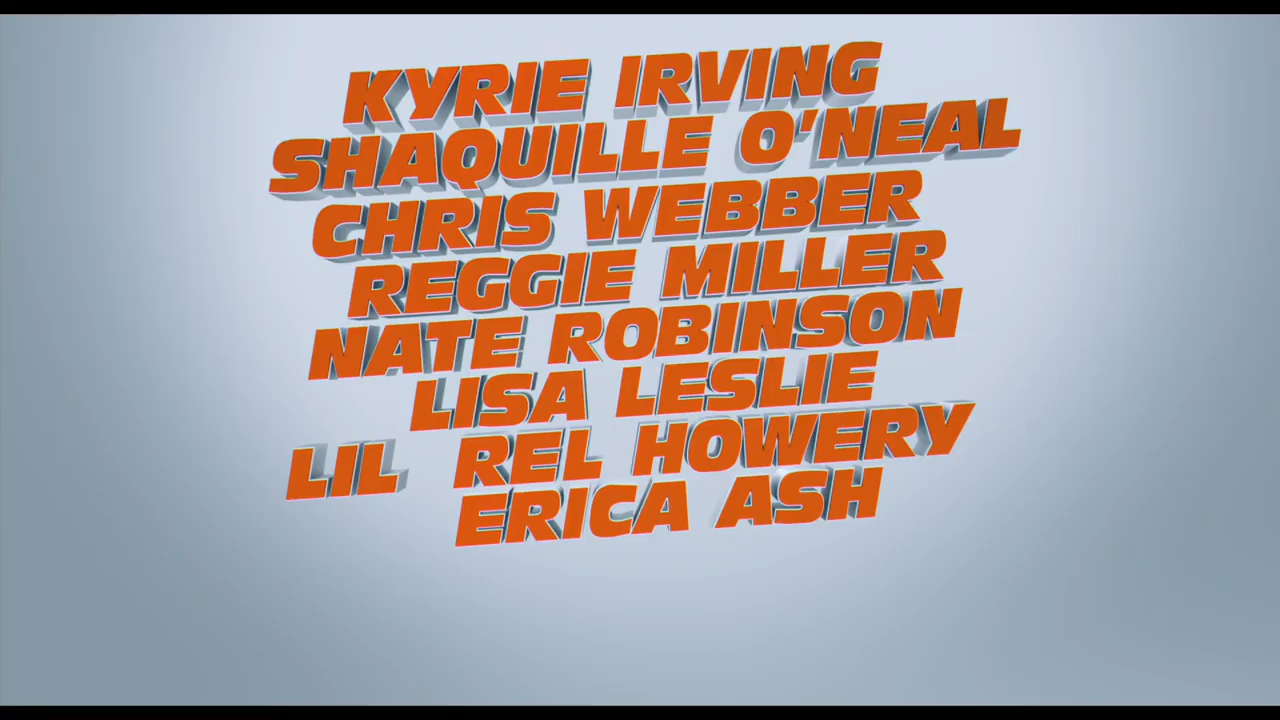 KYRIE IRVING
SHAQUILLE O'NEAL
CHRIS WEBBER
REGGIE MILLER
NATE ROBINSON
LISA LESLIE
LIL REL HOWERY
ERICA ASH